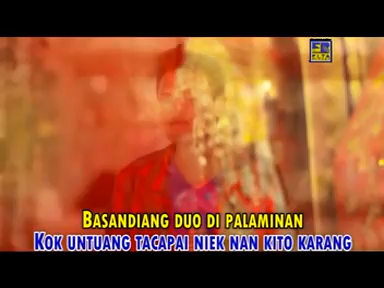 BASANDIANG DUO DI PALAMINAN
KOK UNTUANG TACAPAI NIEK NAN KITO KARANG